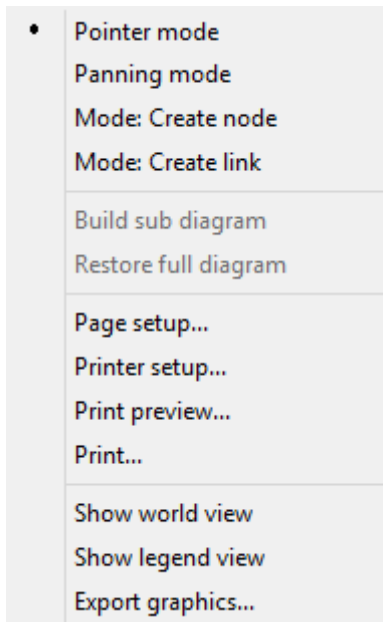 Pointer mode
Panning mode
Mode: Create node
Mode: Create link
Build sub diagram
Restore full diagram
Page setup...
Printer setup...
Print preview...
Print...
Show world view
Show legend view
Export graphics...